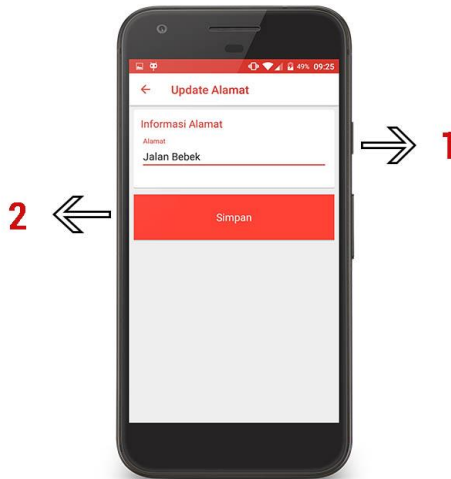 49% 09:25
Update Alamat
Informasi Alamat
Alamat
Jalan Bebek
1
2
Simpan